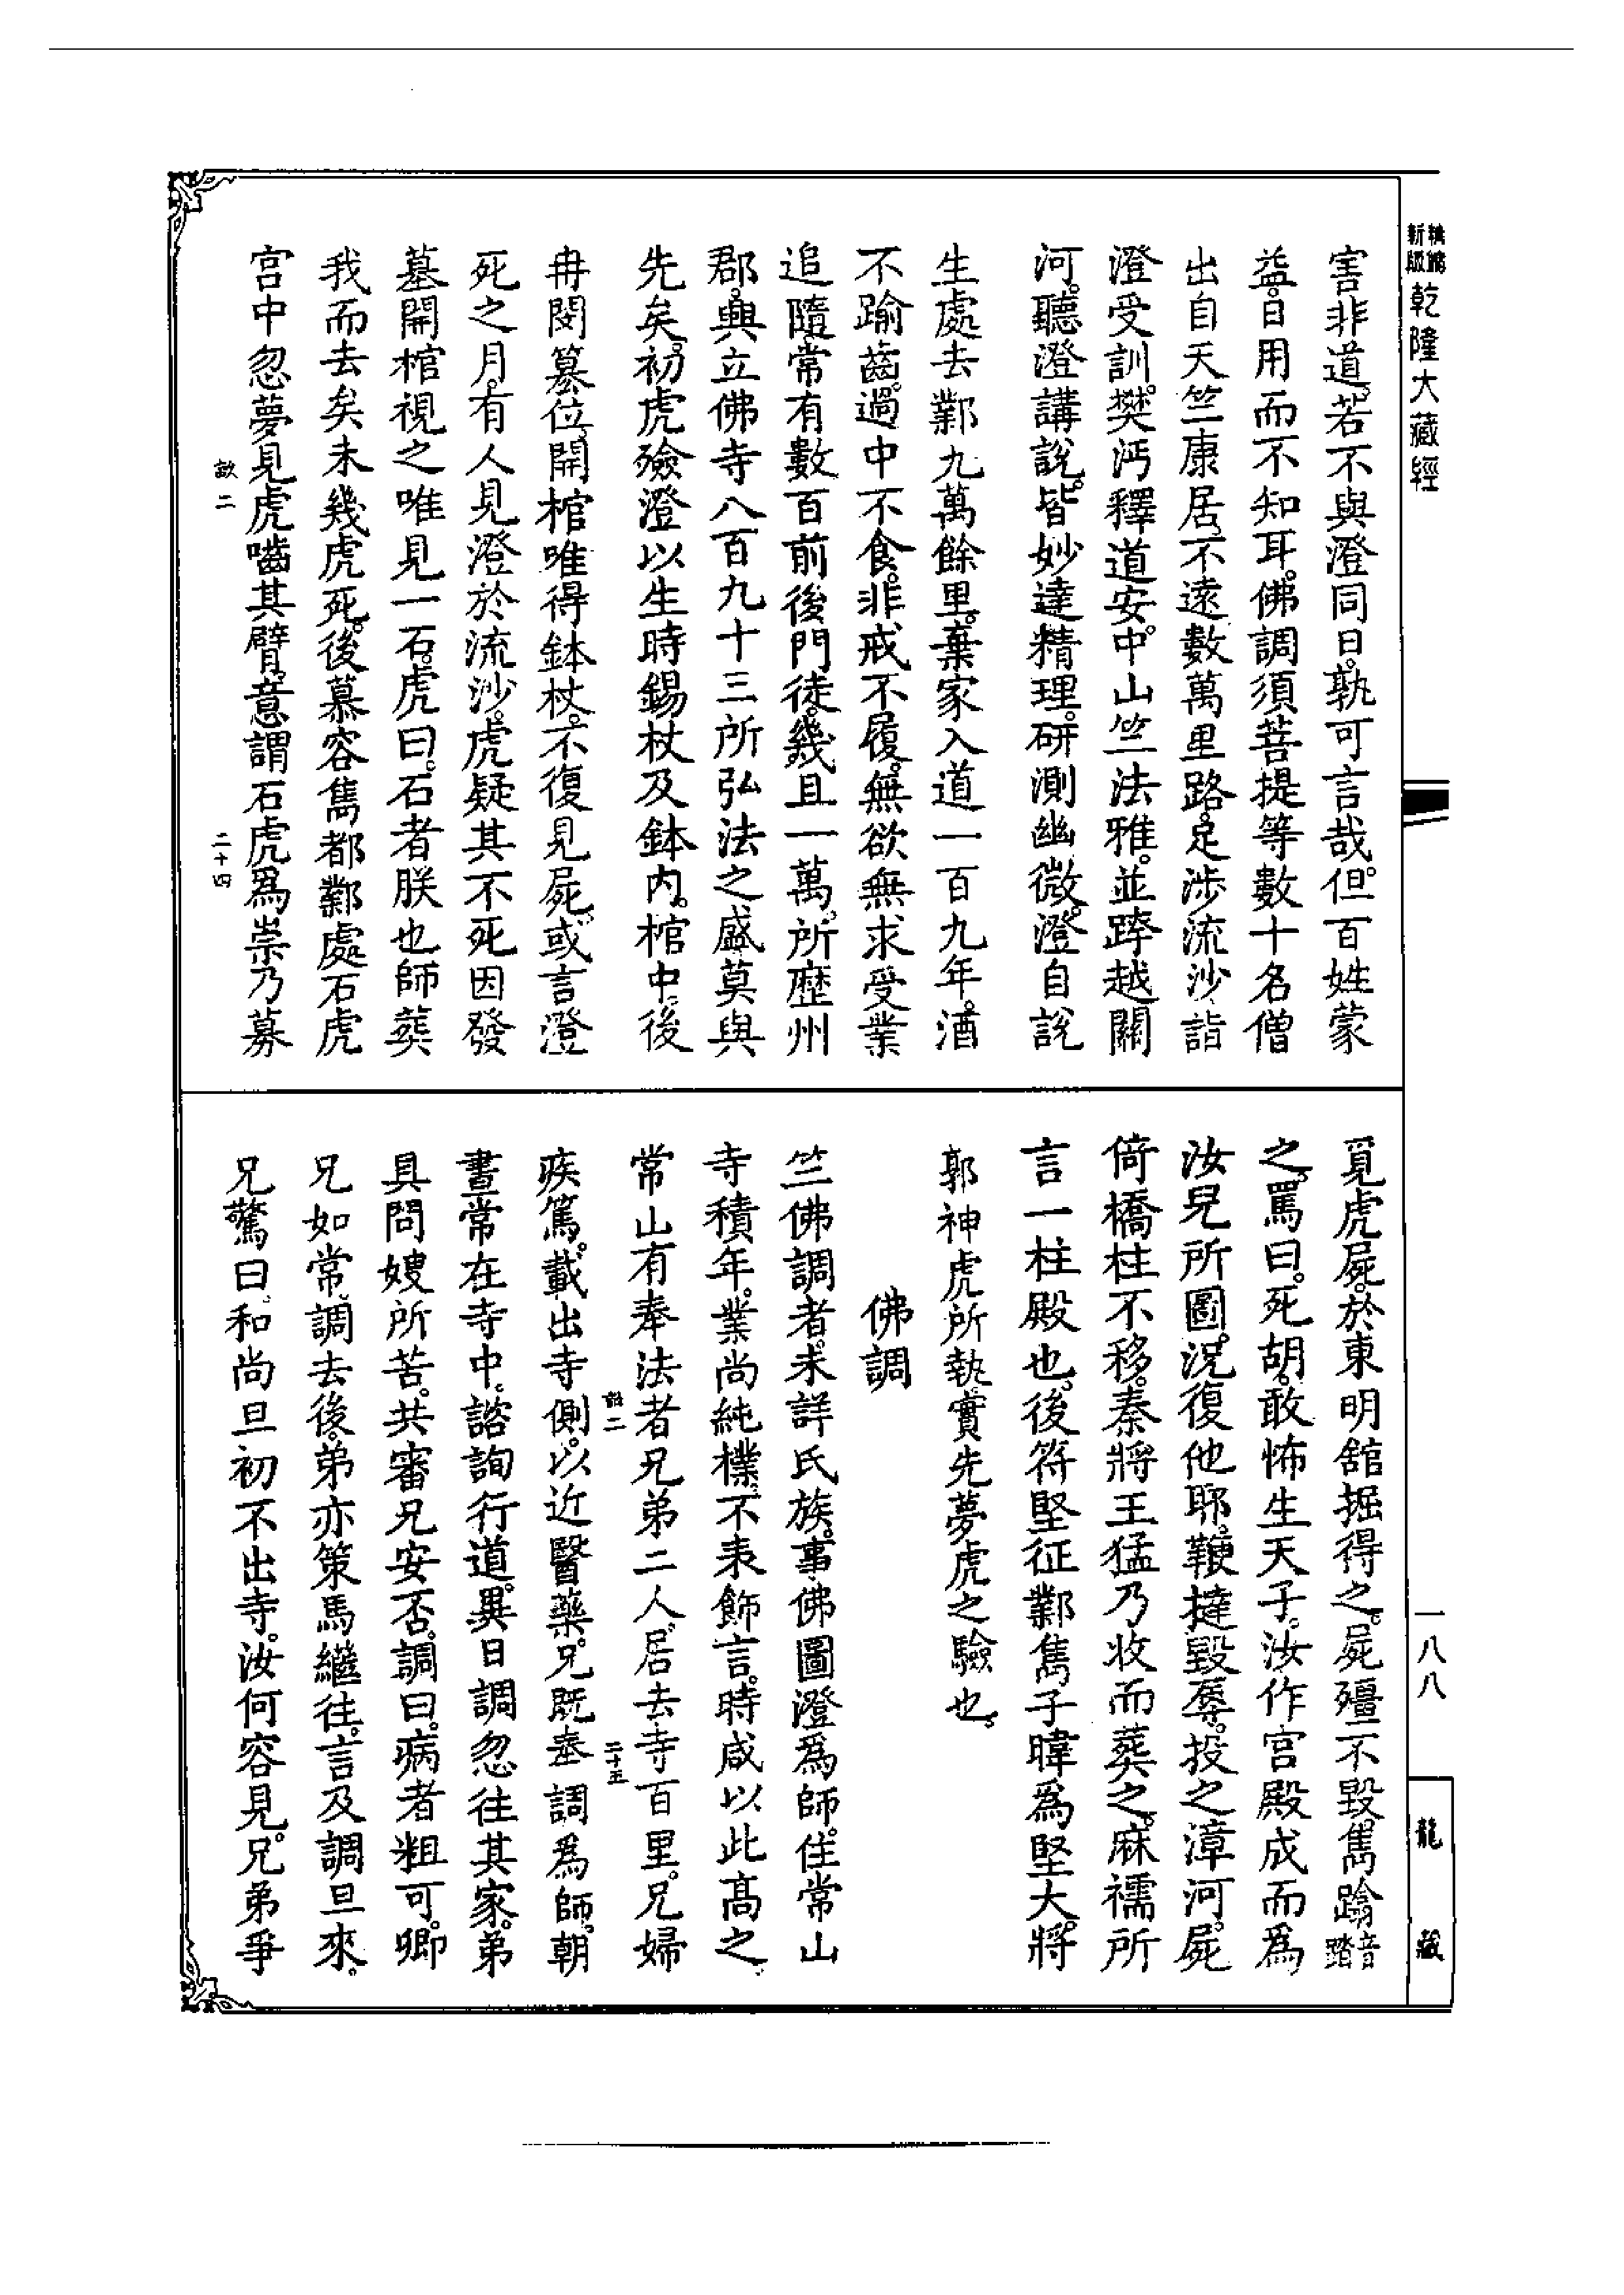 新版
乾隆大藏經
一八八
龍藏
害非道。若不與澄同日。孰可言哉。但百姓蒙
益。日用而不知耳。佛調須菩提等數十名僧
出自天竺康居。不遠數萬里路。足涉流沙詣
澄受訓。樊沔釋道安。中山竺法雅。並跨越關
河。聽澄講說。皆妙達精理。研測幽微。澄自說
生處去鄴九萬餘里。棄家入道一百九年。酒
不踰齒。過中不食。非戒不履。無欲無求受業
追隨。常有數百前後門徒。幾且一萬。所歷州
郡。興立佛寺八百九十三所弘法之盛莫與
先矣。初虎殮澄以生時錫杖及鉢內。棺中。後
冉閔篡位。開棺唯得鉢杖。不復見屍。或言澄
死之月。有人見澄於流沙。虎疑其不死因發
墓開棺視之唯見一石。虎曰。石者朕也師葬
我而去矣未幾虎死。後慕容雋都鄴處石虎
宮中忽夢見虎嚙其臂。意謂石虎爲崇乃募
二
二十四
覓虎屍。於東明舘掘得之。屍殭不毀雋蹹音踏
之。罵曰。死胡。敢怖生天子。汝作宮殿成而爲
汝兒所圖。況復他耶。鞭撻毀辱。投之漳河。屍
倚橋柱不移。秦將王猛乃收而葬之。麻襦所
言一柱殿也。後符堅征鄴雋子暐爲堅大將
郭神虎所執。實先夢虎之驗也。
佛調
竺佛調者。未詳氏族。事佛圖澄爲師。住常山
寺積年。業尚純樸。不表飾言。時咸以此高之。
常山有奉法者兄弟二人。居去寺百里。兄婦
疾篤。載出寺側。以近醫藥。兄既奉調爲師。朝
二
二十五
晝常在寺中。諮詢行道。異日調忽往其家。弟
具問嫂所苦。共審兄安否。調曰。病者粗可。卿
兄如常。調去後。弟亦策馬繼往。言及調旦來。
兄驚曰。和尚旦初不出寺。汝何容見。兄弟爭